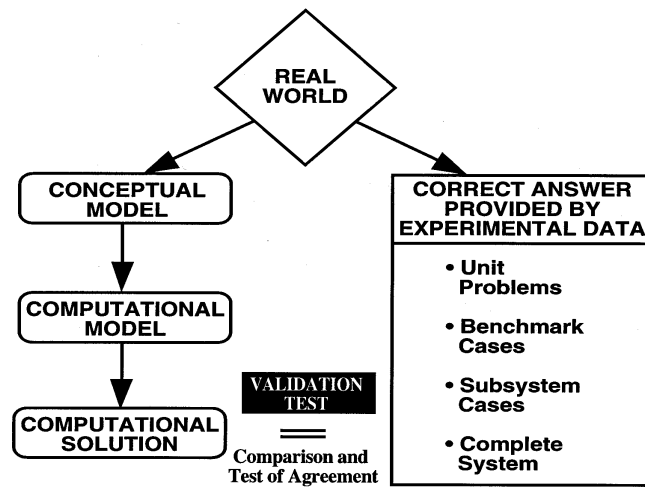 REAL
WORLD
CONCEPTUAL
MODEL
COMPUTATIONAL
MODEL
COMPUTATIONAL
SOLUTION
VALIDATION
TEST
Comparison and
Test of Agreement
CORRECT ANSWER
PROVIDED BY
EXPERIMENTAL DATA
• Unit
Problems
• Benchmark
Cases
• Subsystem
Cases
• Complete
System